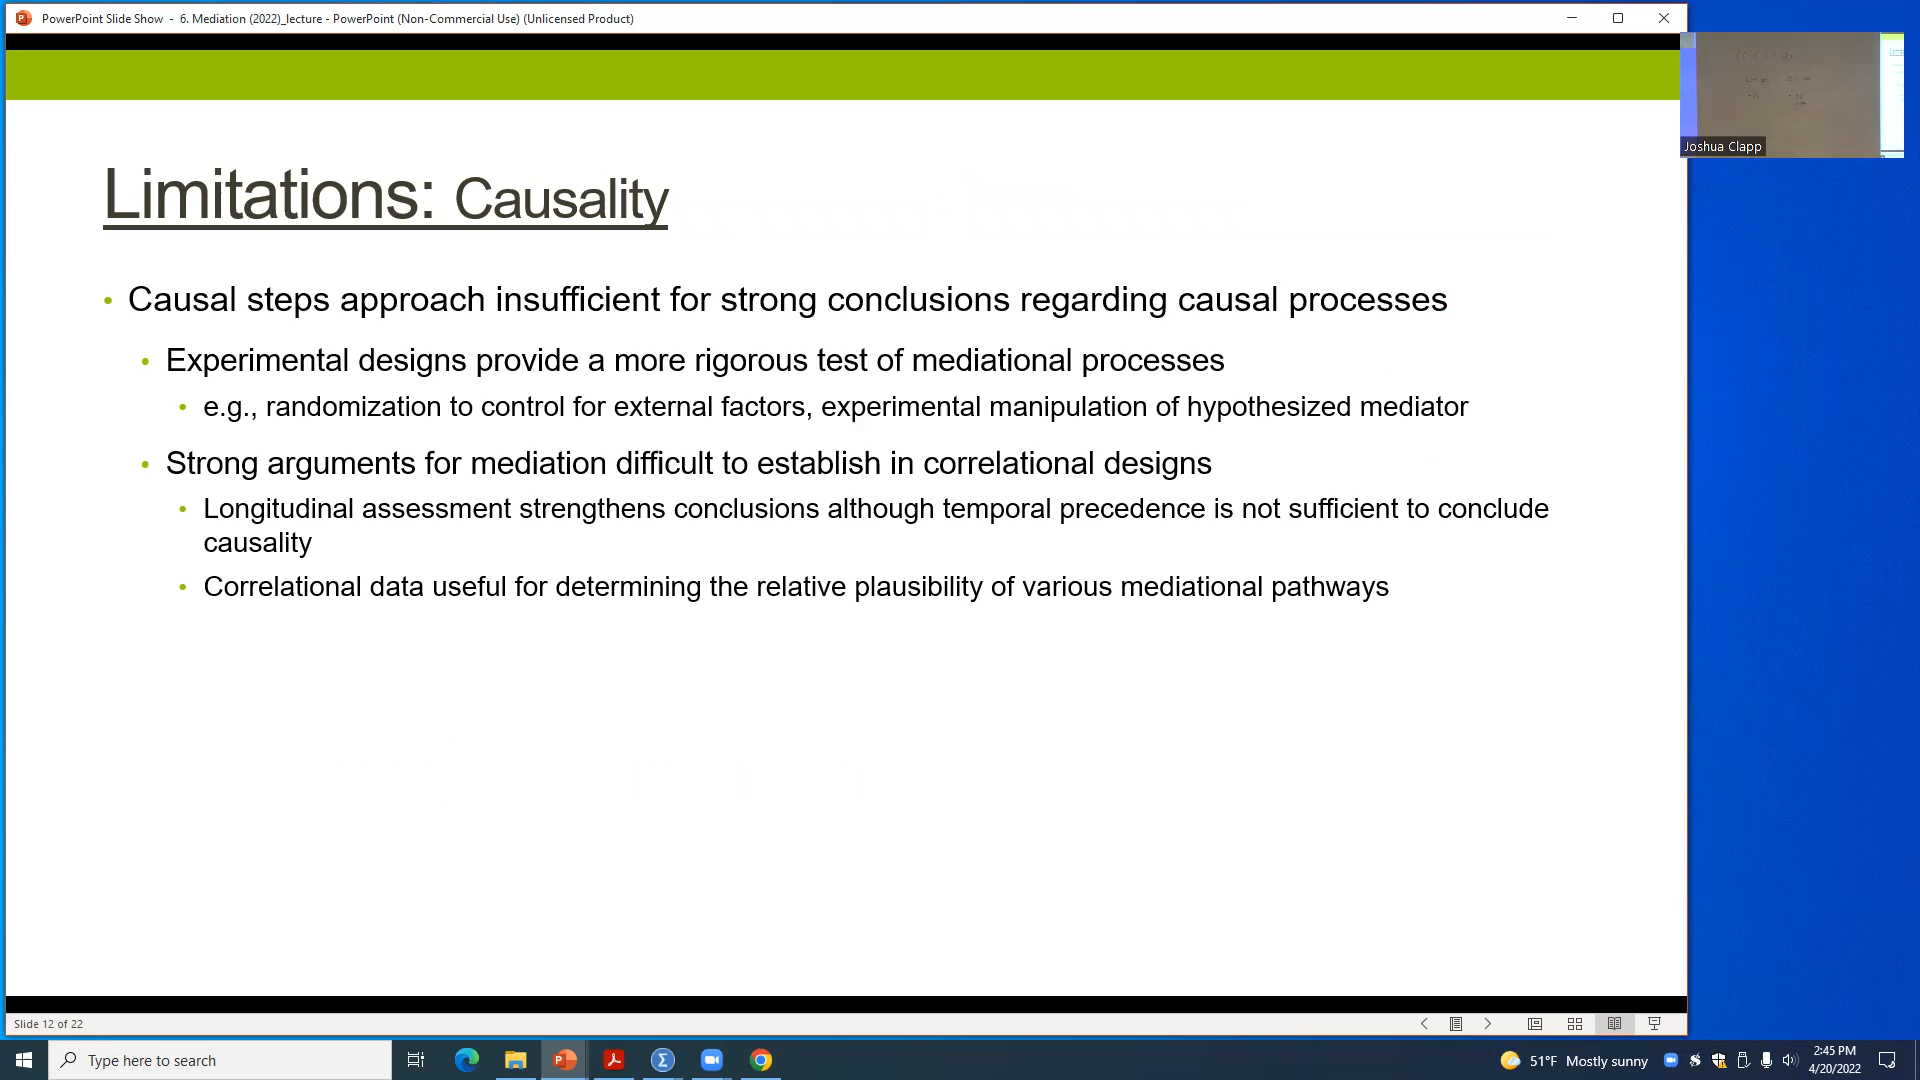 PowerPoint Slide Show - 6. Mediation (2022)_lecture - PowerPoint (Non-Commercial Use) (Unlicensed Product)
Joshua Clapp
Limitations: Causality
• Causal steps approach insufficient for strong conclusions regarding causal processes
• Experimental designs provide a more rigorous test of mediational processes
• e.g., randomization to control for external factors, experimental manipulation of hypothesized mediator
• Strong arguments for mediation difficult to establish in correlational designs
• Longitudinal assessment strengthens conclusions although temporal precedence is not sufficient to conclude
causality
• Correlational data useful for determining the relative plausibility of various mediational pathways
Slide 12 of 22
Type here to search
51°F Mostly sunny
2:45 PM
4/20/2022